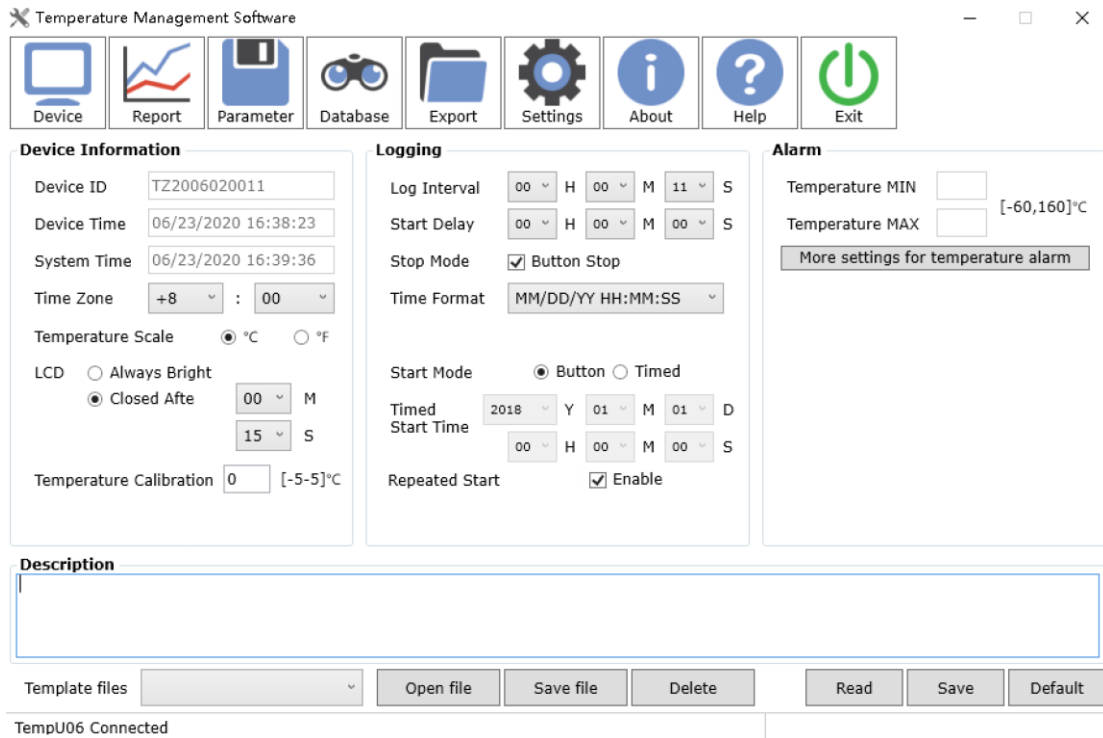 Temperature Management Software
Device Report Parameter Database Export Settings About Help Exit
Device Information
Device ID TZ2006020011
Device Time 06/23/2020 16:38:23
System Time 06/23/2020 16:39:36
Time Zone +8 : 00
Temperature Scale °C °F
LCD Always Bright
Closed Afte 00 M
15 S
Temperature Calibration 0 [-5-5]°C
Logging
Log Interval 00 H 00 M 11 S
Start Delay 00 H 00 M 00 S
Stop Mode Button Stop
Time Format MM/DD/YY HH:MM:SS
Start Mode Button Timed
Timed Start Time 2018 Y 01 M 01 D
00 H 00 M 00 S
Repeated Start Enable
Alarm
Temperature MIN
[-60,160]°C
Temperature MAX
More settings for temperature alarm
Description
Template files Open file Save file Delete Read Save Default
TempU06 Connected